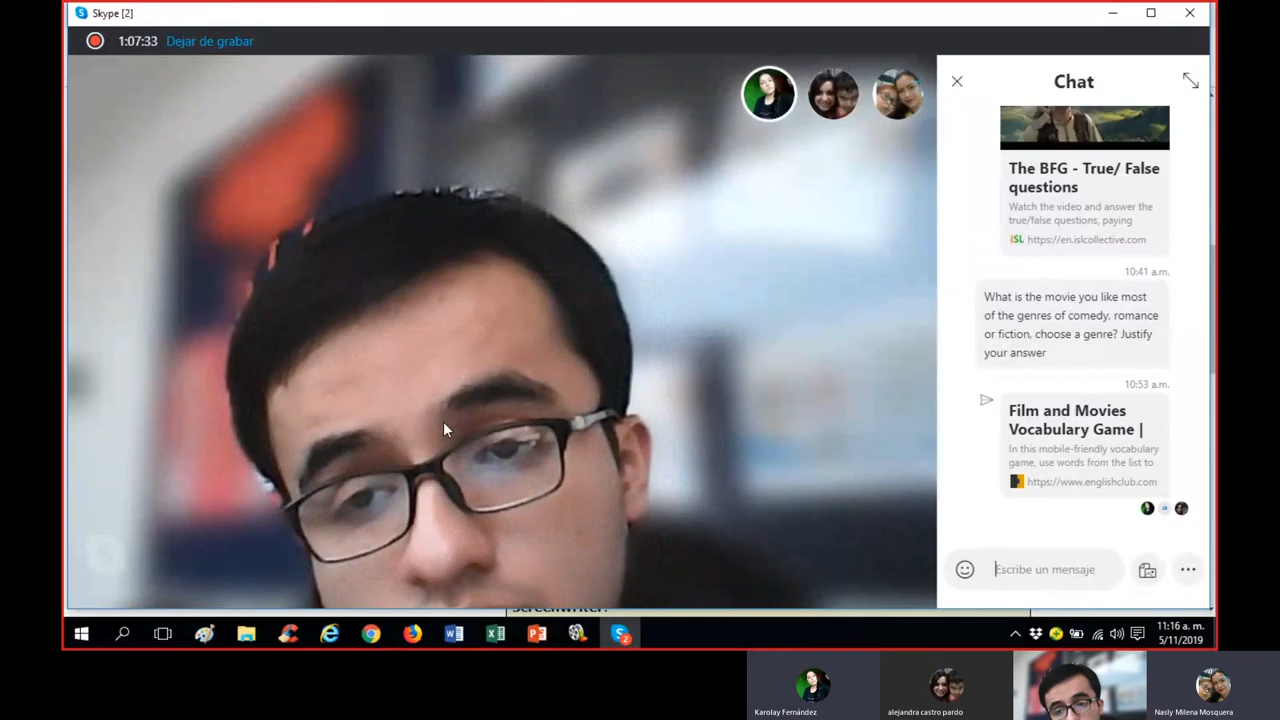 Skype [2]
1:07:33 Dejar de grabar
Chat
The BFG - True/ False
questions
Watch the video and answer the
true/false questions, paying
iSL https://en.islcollective.com
10:41 a.m.
What is the movie you like most
of the genres of comedy, romance
or fiction, choose a genre? Justify
your answer
10:53 a.m.
Film and Movies
Vocabulary Game |
In this mobile-friendly vocabulary
game, use words from the list to
https://www.englishclub.com
Escribe un mensaje
screenwriter.
11:16 a. m.
5/11/2019
Karolay Fernández
alejandra castro pardo
Nasly Milena Mosquera